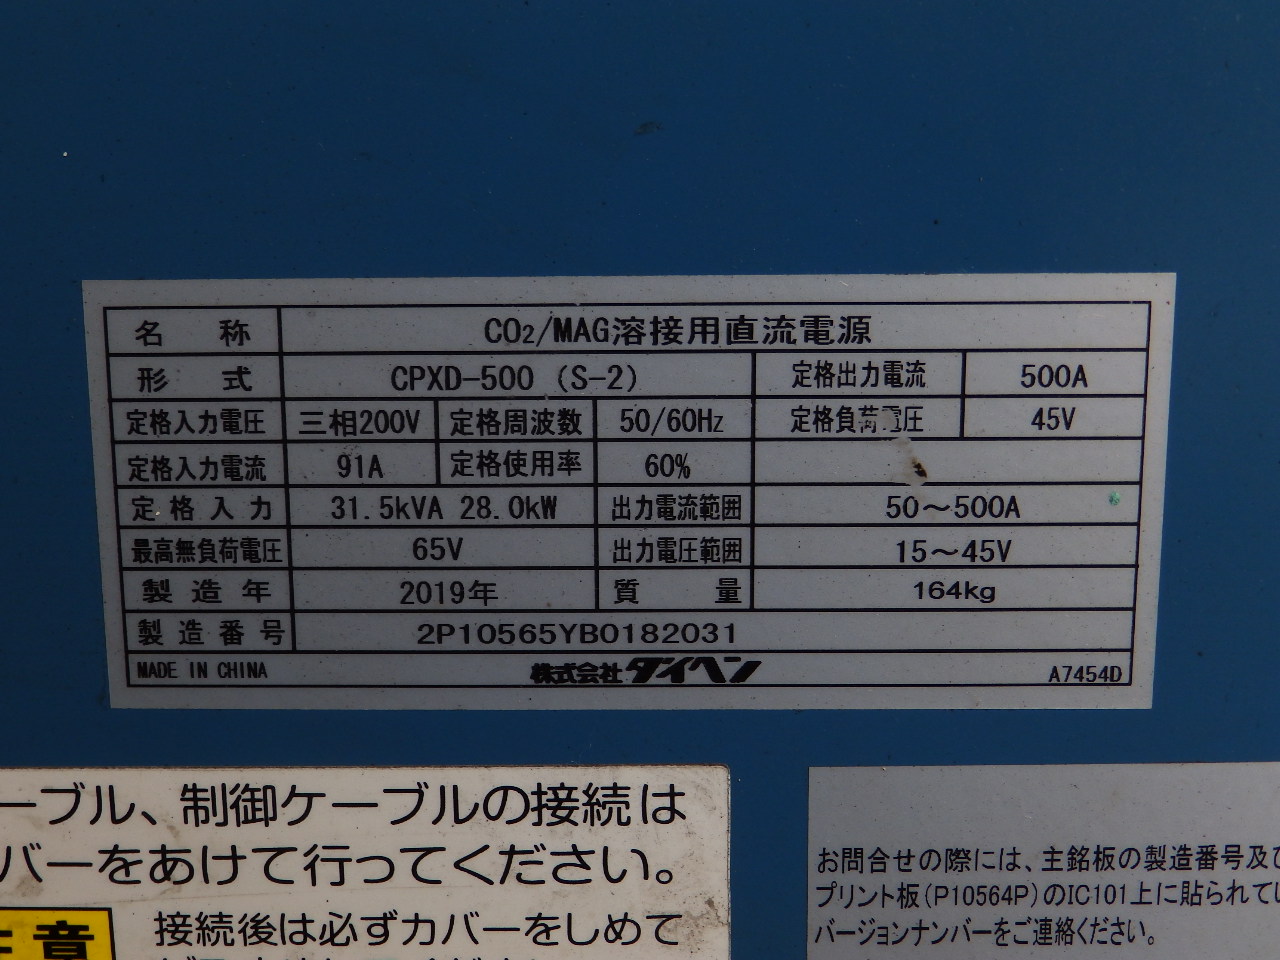 名 称 CO2/MAG溶接用直流電源
形 式 CPXD-500 (S-2) 定格出力電流 500A
定格入力電圧 三相200V 定格周波数 50/60Hz 定格負荷電圧 45V
定格入力電流 91A 定格使用率 60%
定格入力 31.5kVA 28.0kW 出力電流範囲 50～500A
最高無負荷電圧 65V 出力電圧範囲 15～45V
製造年 2019年 質 量 164kg
製造番号 2P10565YB0182031
MADE IN CHINA 株式会社ダイヘン A7454D
ーブル、制御ケーブルの接続は
バーをあけて行ってください。
注意
接続後は必ずカバーをしめて
お問合せの際には、主銘板の製造番号及び
プリント板(P10564P)のIC101上に貼られてい
バージョンナンバーをご連絡ください。